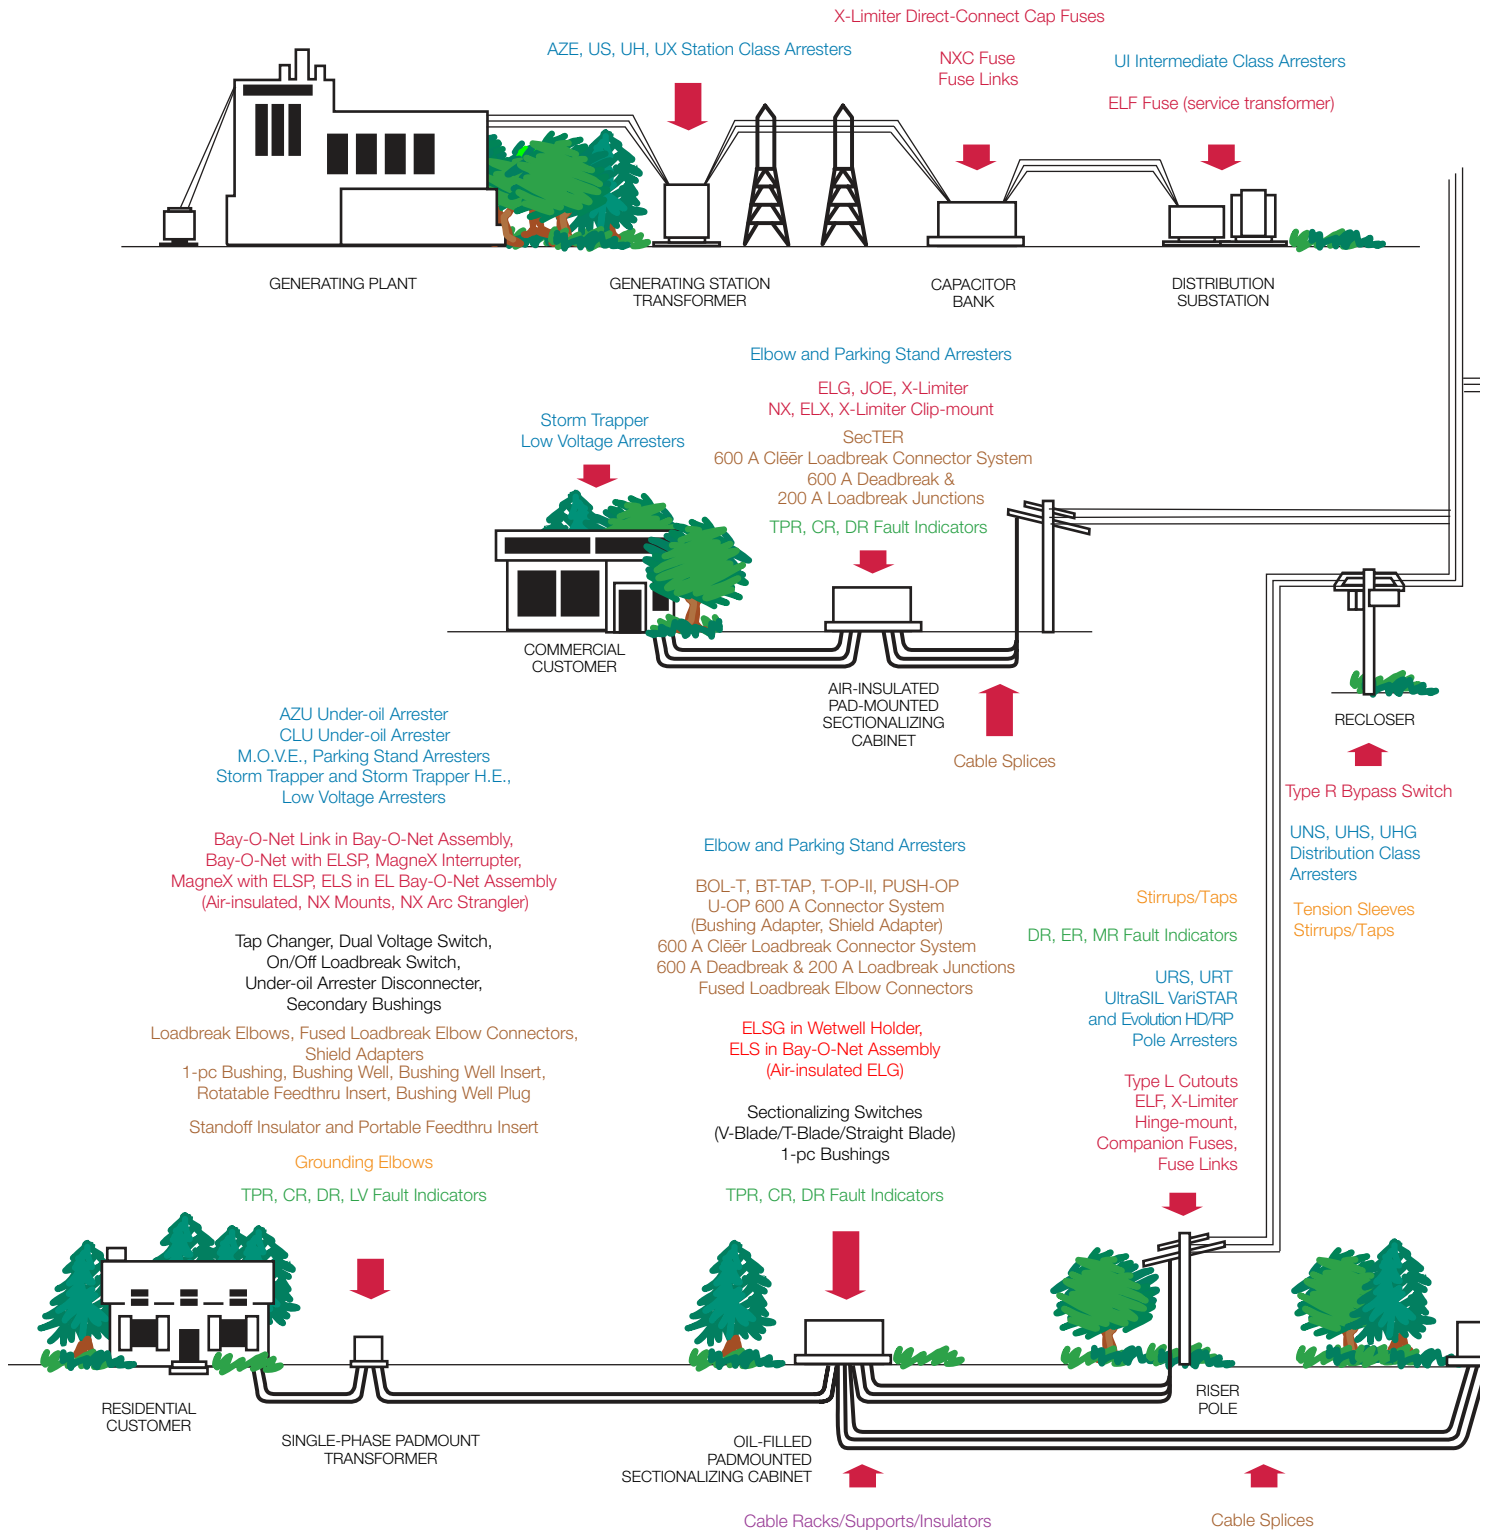 X-Limiter Direct-Connect Cap Fuses
AZE, US, UH, UX Station Class Arresters
NXC Fuse
Fuse Links
UI Intermediate Class Arresters
ELF Fuse (service transformer)
GENERATING PLANT
GENERATING STATION
TRANSFORMER
CAPACITOR
BANK
DISTRIBUTION
SUBSTATION
Elbow and Parking Stand Arresters
ELG, JOE, X-Limiter
NX, ELX, X-Limiter Clip-mount
SecTER
600 A Clēēr Loadbreak Connector System
600 A Deadbreak &
200 A Loadbreak Junctions
TPR, CR, DR Fault Indicators
Storm Trapper
Low Voltage Arresters
COMMERCIAL
CUSTOMER
AIR-INSULATED
PAD-MOUNTED
SECTIONALIZING
CABINET
Cable Splices
RECLOSER
Type R Bypass Switch
UNS, UHS, UHG
Distribution Class
Arresters
Tension Sleeves
Stirrups/Taps
AZU Under-oil Arrester
CLU Under-oil Arrester
M.O.V.E., Parking Stand Arresters
Storm Trapper and Storm Trapper H.E.,
Low Voltage Arresters
Bay-O-Net Link in Bay-O-Net Assembly,
Bay-O-Net with ELSP, MagneX Interrupter,
MagneX with ELSP, ELS in EL Bay-O-Net Assembly
(Air-insulated, NX Mounts, NX Arc Strangler)
Tap Changer, Dual Voltage Switch,
On/Off Loadbreak Switch,
Under-oil Arrester Disconnecter,
Secondary Bushings
Loadbreak Elbows, Fused Loadbreak Elbow Connectors,
Shield Adapters
1-pc Bushing, Bushing Well, Bushing Well Insert,
Rotatable Feedthru Insert, Bushing Well Plug
Standoff Insulator and Portable Feedthru Insert
Grounding Elbows
TPR, CR, DR, LV Fault Indicators
Elbow and Parking Stand Arresters
BOL-T, BT-TAP, T-OP-II, PUSH-OP
U-OP 600 A Connector System
(Bushing Adapter, Shield Adapter)
600 A Clēēr Loadbreak Connector System
600 A Deadbreak & 200 A Loadbreak Junctions
Fused Loadbreak Elbow Connectors
ELSG in Wetwell Holder,
ELS in Bay-O-Net Assembly
(Air-insulated ELG)
Sectionalizing Switches
(V-Blade/T-Blade/Straight Blade)
1-pc Bushings
TPR, CR, DR Fault Indicators
Stirrups/Taps
DR, ER, MR Fault Indicators
URS, URT
UltraSIL VariSTAR
and Evolution HD/RP
Pole Arresters
Type L Cutouts
ELF, X-Limiter
Hinge-mount,
Companion Fuses,
Fuse Links
RESIDENTIAL
CUSTOMER
SINGLE-PHASE PADMOUNT
TRANSFORMER
OIL-FILLED
PADMOUNTED
SECTIONALIZING CABINET
RISER
POLE
Cable Racks/Supports/Insulators
Cable Splices